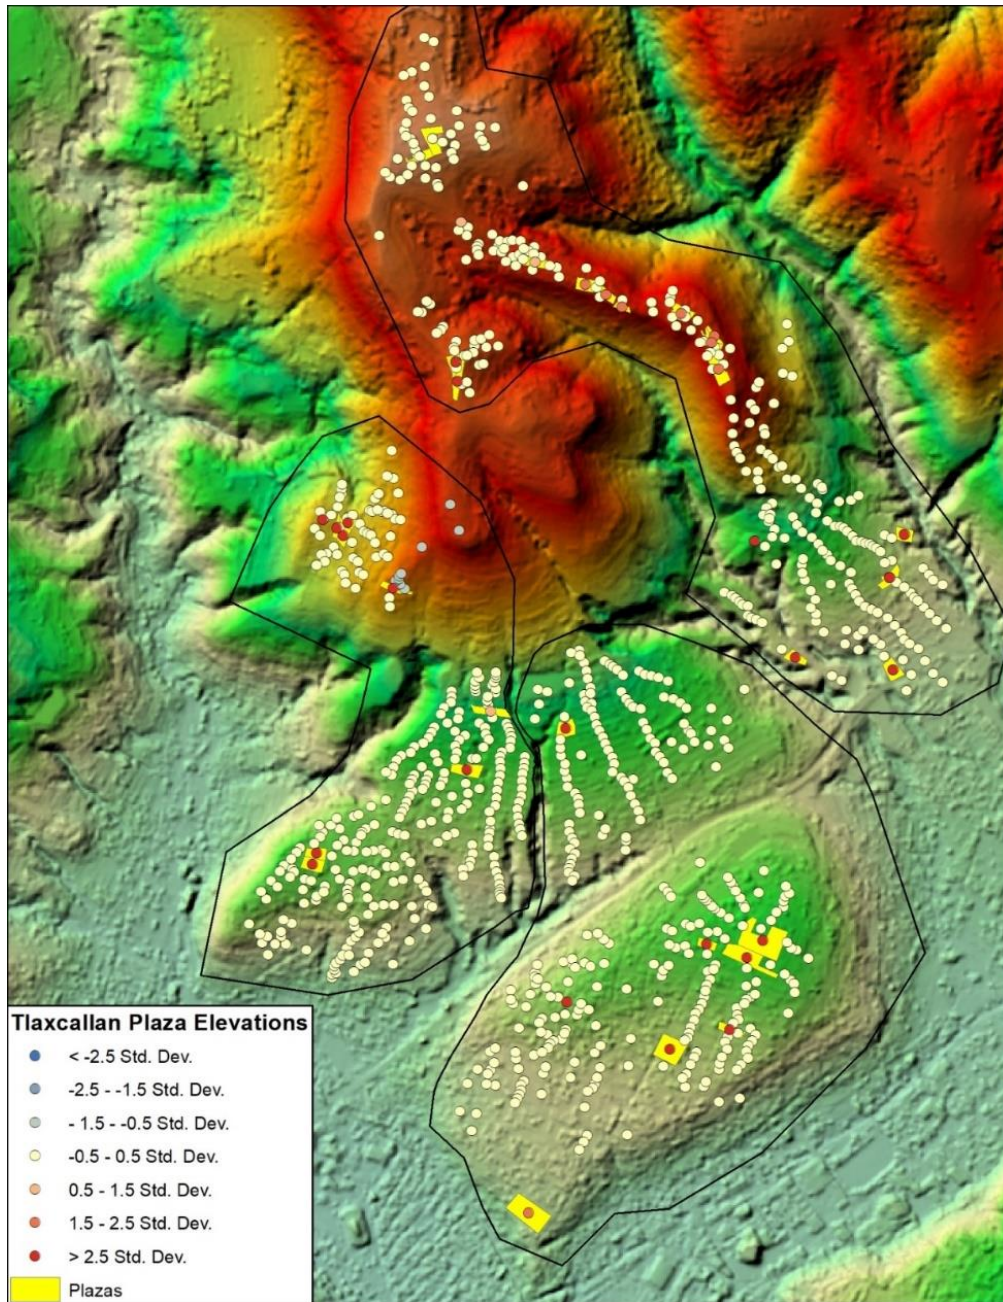 Tlaxcallan Plaza Elevations
< -2.5 Std. Dev.
-2.5 - -1.5 Std. Dev.
- 1.5 - -0.5 Std. Dev.
-0.5 - 0.5 Std. Dev.
0.5 - 1.5 Std. Dev.
1.5 - 2.5 Std. Dev.
> 2.5 Std. Dev.
Plazas